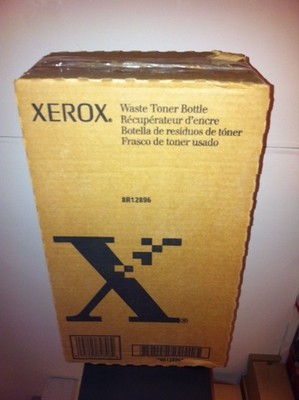 XEROX®
Waste Toner Bottle
Récupérateur d'encre
Botella de residuos de tóner
Frasco de toner usado
8R12896
X®